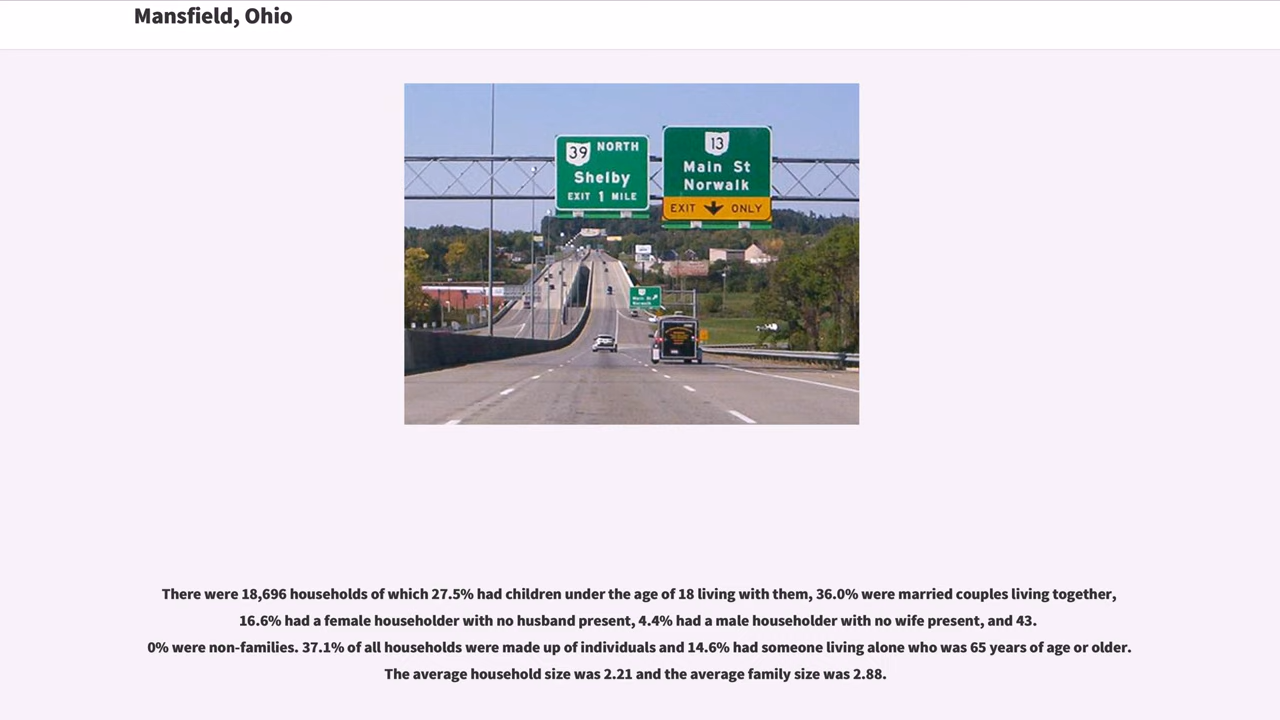 Mansfield, Ohio
39 NORTH
Shelby
EXIT 1 MILE
13
Main St
Norwalk
EXIT ONLY
Main St
Norwalk
There were 18,696 households of which 27.5% had children under the age of 18 living with them, 36.0% were married couples living together,
16.6% had a female householder with no husband present, 4.4% had a male householder with no wife present, and 43.
0% were non-families. 37.1% of all households were made up of individuals and 14.6% had someone living alone who was 65 years of age or older.
The average household size was 2.21 and the average family size was 2.88.